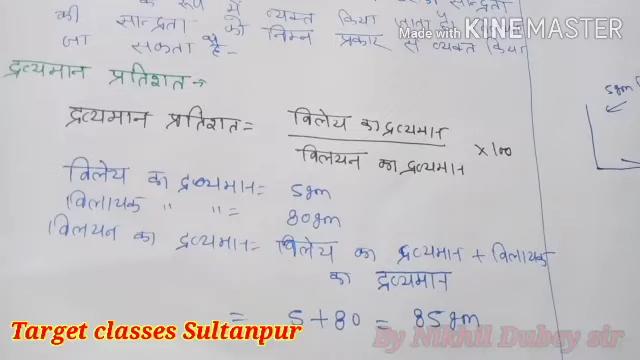 के रूप में
की सान्द्रता व्यक्त किया जाता है
को निम्न प्रकार से व्यक्त किया
जा सकता है-
Made with KINEMASTER
द्रव्यमान प्रतिशत →
5gm
द्रव्यमान प्रतिशत = विलेय का द्रव्यमान
विलयन का द्रव्यमान × 100
विलेय का द्रव्यमान = 5gm
विलायक " " = 80gm
विलयन का द्रव्यमान = विलेय का द्रव्यमान + विलायक
का द्रव्यमान
= 5 + 80 = 85gm
Target classes Sultanpur
By Nikhil Dubey sir